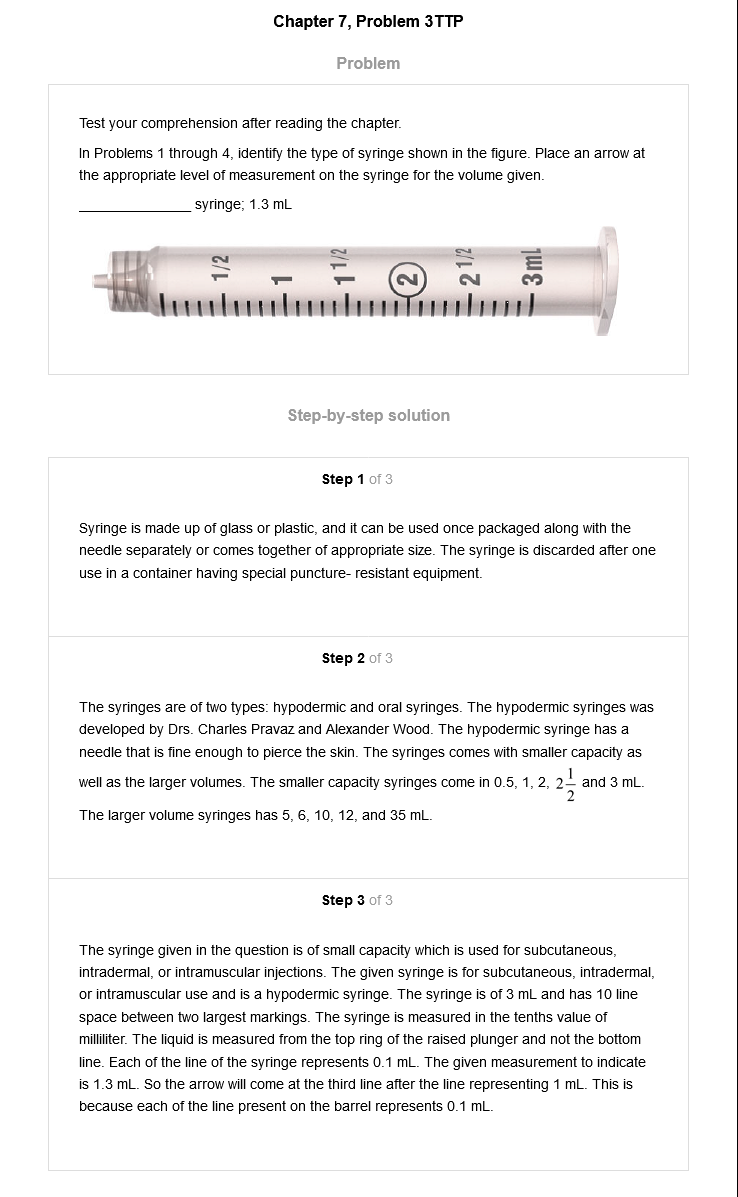 Chapter 7, Problem 3TTP
Problem
Test your comprehension after reading the chapter.
In Problems 1 through 4, identify the type of syringe shown in the figure. Place an arrow at
the appropriate level of measurement on the syringe for the volume given.
_______________ syringe; 1.3 mL
1/2 1 1 1/2 2 2 1/2 3 mL
Step-by-step solution
Step 1 of 3
Syringe is made up of glass or plastic, and it can be used once packaged along with the
needle separately or comes together of appropriate size. The syringe is discarded after one
use in a container having special puncture- resistant equipment.
Step 2 of 3
The syringes are of two types: hypodermic and oral syringes. The hypodermic syringes was
developed by Drs. Charles Pravaz and Alexander Wood. The hypodermic syringe has a
needle that is fine enough to pierce the skin. The syringes comes with smaller capacity as
well as the larger volumes. The smaller capacity syringes come in 0.5, 1, 2, 2 1/2 and 3 mL.
The larger volume syringes has 5, 6, 10, 12, and 35 mL.
Step 3 of 3
The syringe given in the question is of small capacity which is used for subcutaneous,
intradermal, or intramuscular injections. The given syringe is for subcutaneous, intradermal,
or intramuscular use and is a hypodermic syringe. The syringe is of 3 mL and has 10 line
space between two largest markings. The syringe is measured in the tenths value of
milliliter. The liquid is measured from the top ring of the raised plunger and not the bottom
line. Each of the line of the syringe represents 0.1 mL. The given measurement to indicate
is 1.3 mL. So the arrow will come at the third line after the line representing 1 mL. This is
because each of the line present on the barrel represents 0.1 mL.